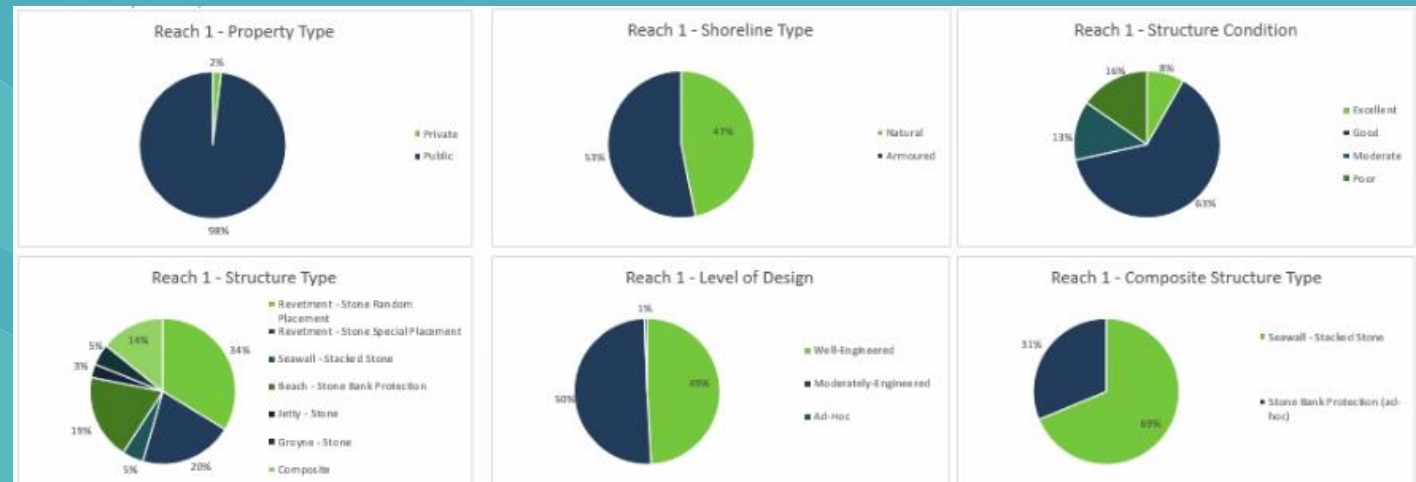 Reach 1 - Property Type
2%
98%
Private
Public
Reach 1 - Shoreline Type
47%
53%
Natural
Armoured
Reach 1 - Structure Condition
16%
8%
13%
63%
Excellent
Good
Moderate
Poor
Reach 1 - Structure Type
14%
5%
3%
34%
19%
5%
20%
Revetment - Stone Random
Placement
Revetment - Stone Special Placement
Seawall - Stacked Stone
Beach - Stone Bank Protection
Jetty - Stone
Groyne - Stone
Composite
Reach 1 - Level of Design
1%
50%
49%
Well-Engineered
Moderately-Engineered
Ad-Hoc
Reach 1 - Composite Structure Type
31%
69%
Seawall - Stacked Stone
Stone Bank Protection (ad-
hoc)